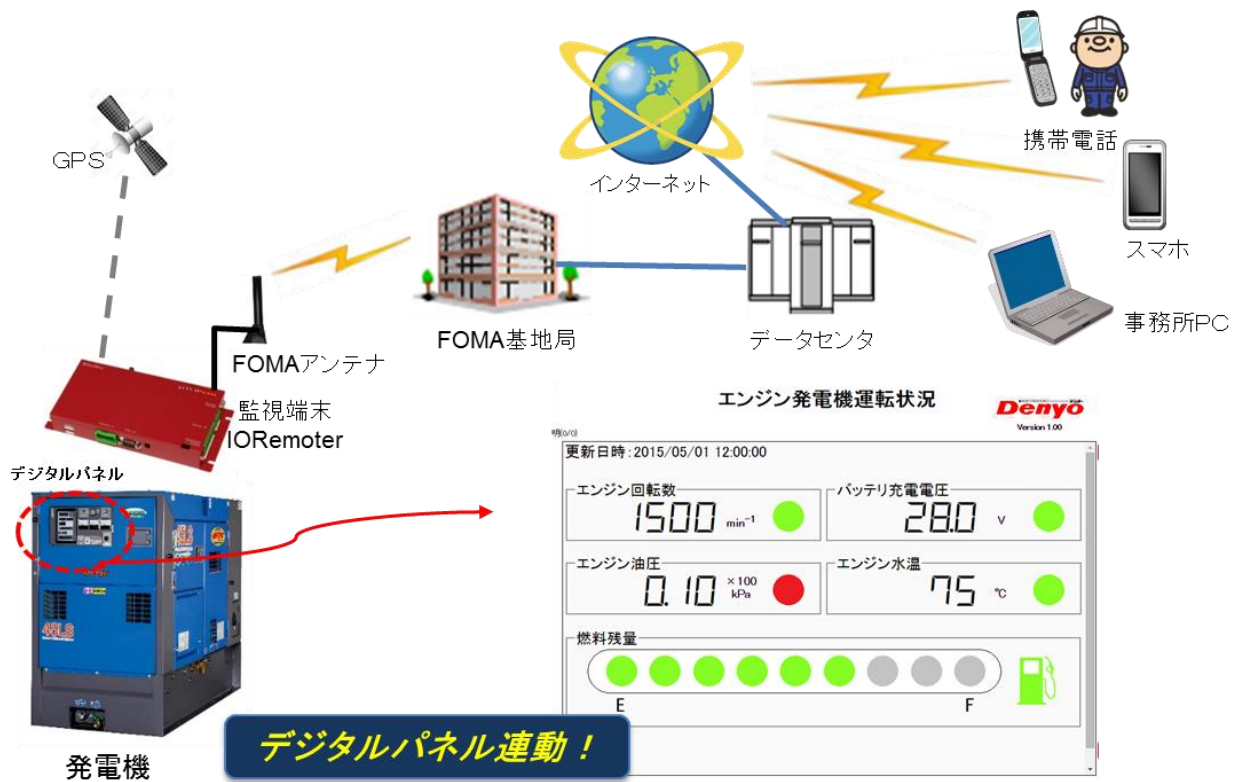 GPS
インターネット
携帯電話
スマホ
事務所PC
データセンタ
FOMA基地局
FOMAアンテナ
監視端末
IORemoter
デジタルパネル
45LS
発電機
デジタルパネル連動！
エンジン発電機運転状況
Denyo
Version 1.00
更新日時:2015/05/01 12:00:00
エンジン回転数
1500 min⁻¹
バッテリ充電電圧
28.0 V
エンジン油圧
0.10 ×100 kPa
エンジン水温
75 ℃
燃料残量
E F